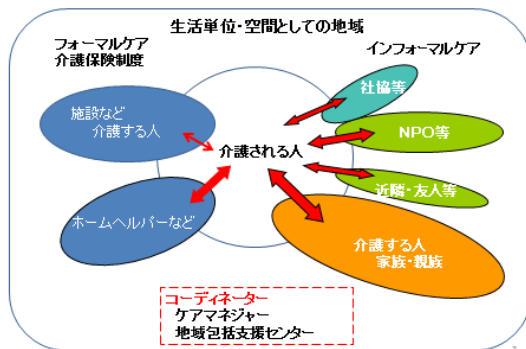 生活単位・空間としての地域
フォーマルケア
介護保険制度
インフォーマルケア
社協等
施設など
介護する人
NPO等
介護される人
近隣・友人等
ホームヘルパーなど
介護する人
家族・親族
コーディネーター
ケアマネジャー
地域包括支援センター